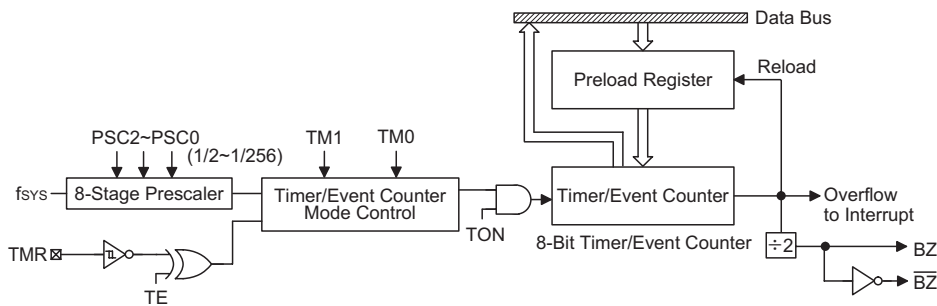 Data Bus
Preload Register
Reload
PSC2~PSC0
(1/2~1/256)
TM1
TM0
fSYS
8-Stage Prescaler
Timer/Event Counter
Mode Control
TON
Timer/Event Counter
8-Bit Timer/Event Counter
Overflow
to Interrupt
÷2
BZ
B̅Z̅
TMR
TE